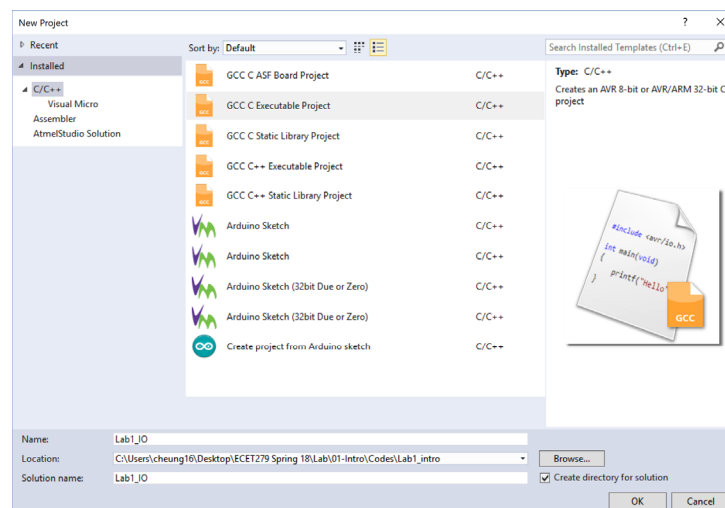 New Project
? X
Recent
Sort by: Default
Search Installed Templates (Ctrl+E)
Installed
C/C++
Visual Micro
Assembler
AtmelStudio Solution
GCC C ASF Board Project C/C++
GCC C Executable Project C/C++
GCC C Static Library Project C/C++
GCC C++ Executable Project C/C++
GCC C++ Static Library Project C/C++
Arduino Sketch C/C++
Arduino Sketch C/C++
Arduino Sketch (32bit Due or Zero) C/C++
Arduino Sketch (32bit Due or Zero) C/C++
Create project from Arduino sketch C/C++
Type: C/C++
Creates an AVR 8-bit or AVR/ARM 32-bit C
project
#include <avr/io.h>
int main(void)
{
printf("Hello"
}
GCC
Name: Lab1_IO
Location: C:\Users\cheung16\Desktop\ECET279 Spring 18\Lab\01-Intro\Codes\Lab1_intro
Browse...
Solution name: Lab1_IO
Create directory for solution
OK Cancel